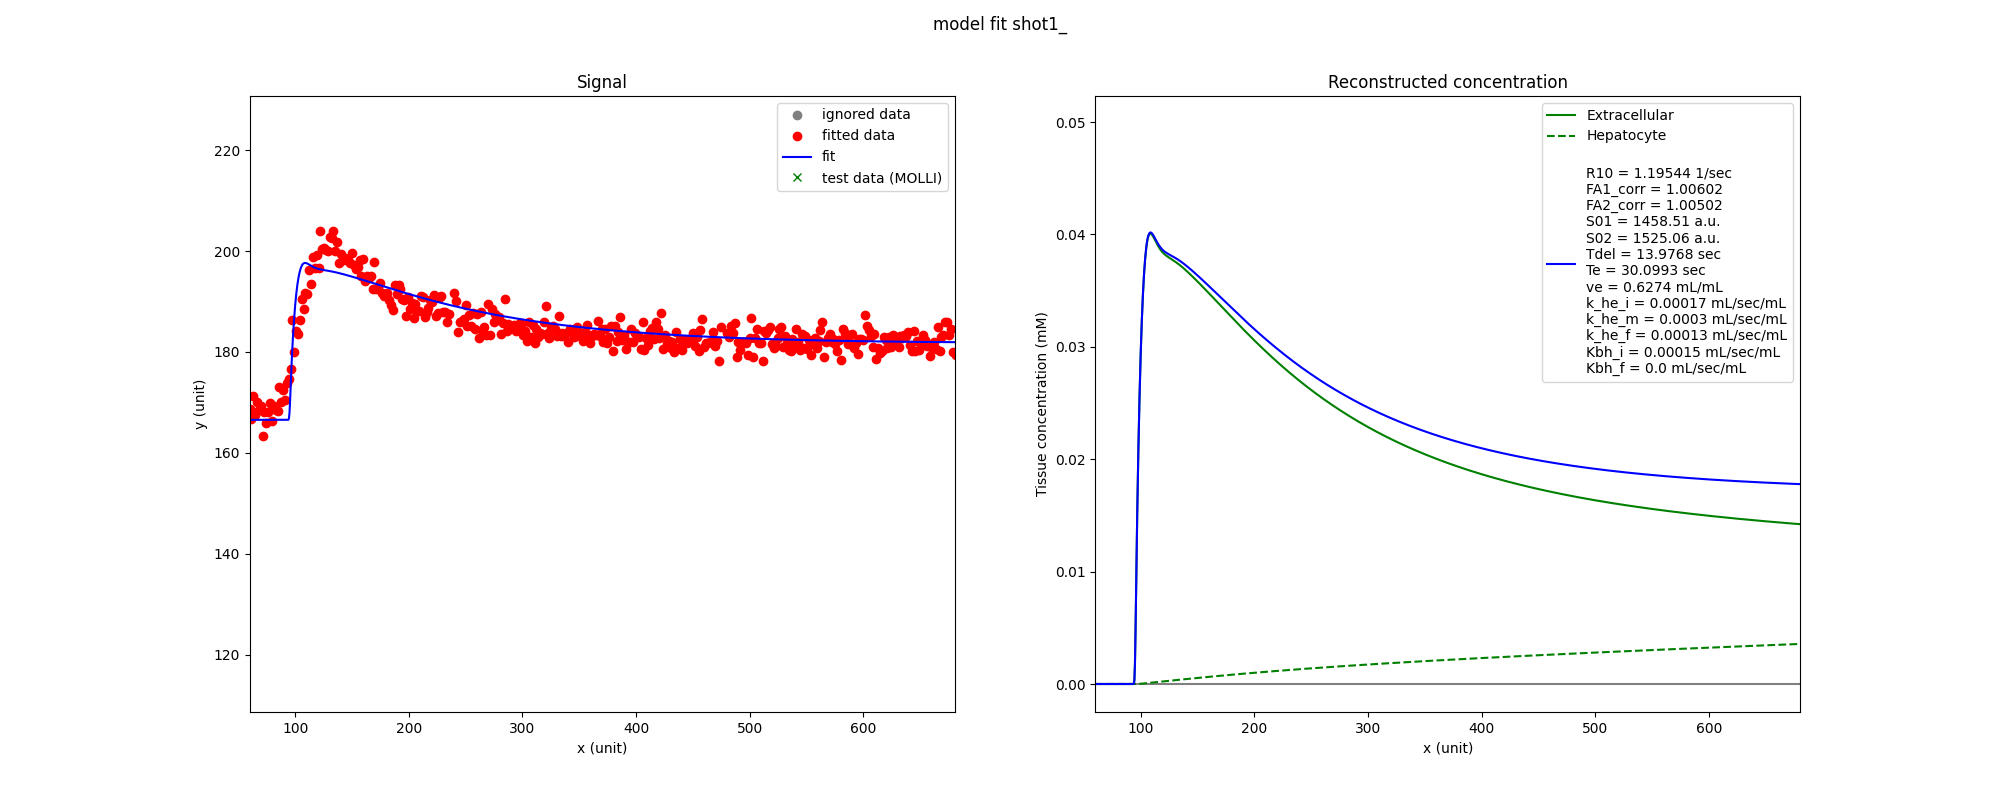 model fit shot1_
Signal
ignored data
fitted data
fit
test data (MOLLI)
220
200
180
160
140
120
y (unit)
100
200
300
400
500
600
x (unit)
Reconstructed concentration
Extracellular
Hepatocyte
R10 = 1.19544 1/sec
FA1_corr = 1.00602
FA2_corr = 1.00502
S01 = 1458.51 a.u.
S02 = 1525.06 a.u.
Tdel = 13.9768 sec
Te = 30.0993 sec
ve = 0.6274 mL/mL
k_he_i = 0.00017 mL/sec/mL
k_he_m = 0.0003 mL/sec/mL
k_he_f = 0.00013 mL/sec/mL
Kbh_i = 0.00015 mL/sec/mL
Kbh_f = 0.0 mL/sec/mL
0.05
0.04
0.03
0.02
0.01
0.00
Tissue concentration (mM)
100
200
300
400
500
600
x (unit)